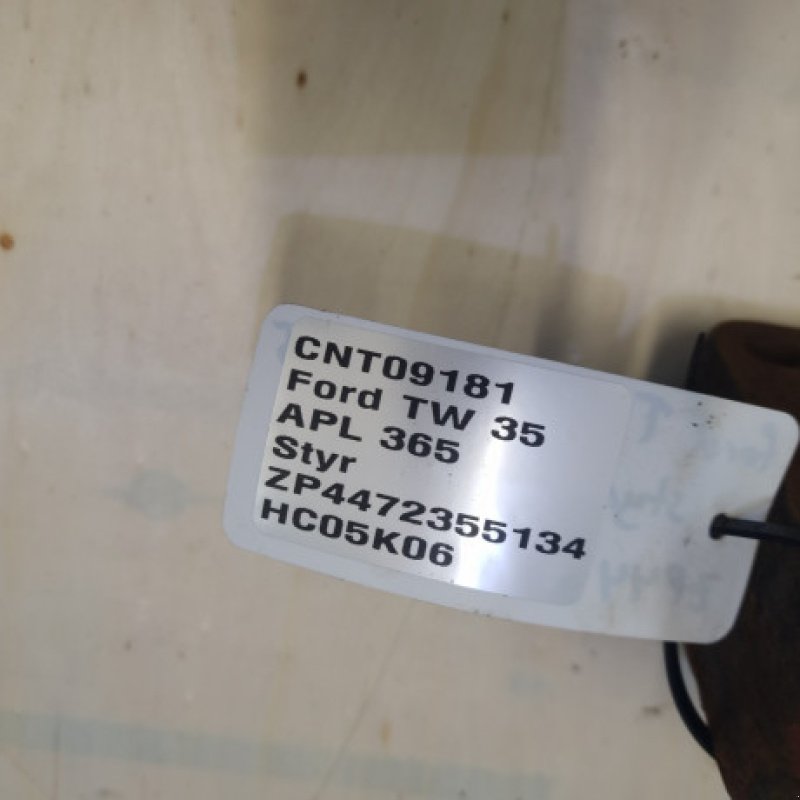 CNT09181
Ford TW 35
APL 365
Styr
ZP4472355134
HC05K06